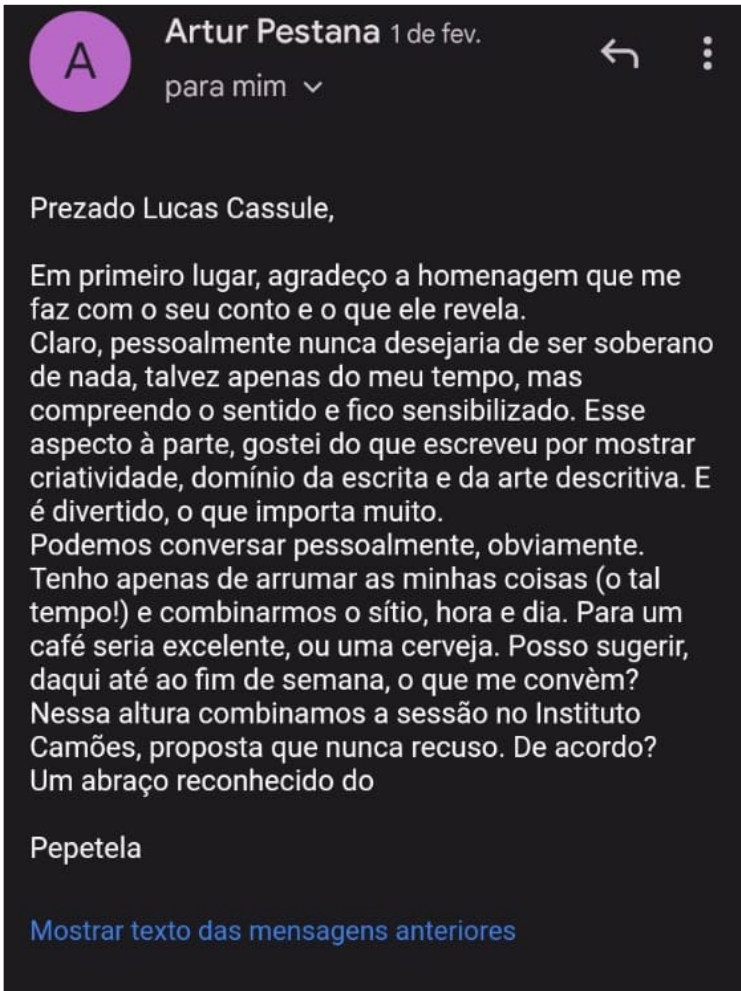 A
Artur Pestana 1 de fev.
para mim
Prezado Lucas Cassule,
Em primeiro lugar, agradeço a homenagem que me
faz com o seu conto e o que ele revela.
Claro, pessoalmente nunca desejaria de ser soberano
de nada, talvez apenas do meu tempo, mas
compreendo o sentido e fico sensibilizado. Esse
aspecto à parte, gostei do que escreveu por mostrar
criatividade, domínio da escrita e da arte descritiva. E
é divertido, o que importa muito.
Podemos conversar pessoalmente, obviamente.
Tenho apenas de arrumar as minhas coisas (o tal
tempo!) e combinarmos o sítio, hora e dia. Para um
café seria excelente, ou uma cerveja. Posso sugerir,
daqui até ao fim de semana, o que me convèm?
Nessa altura combinamos a sessão no Instituto
Camões, proposta que nunca recuso. De acordo?
Um abraço reconhecido do
Pepetela
Mostrar texto das mensagens anteriores